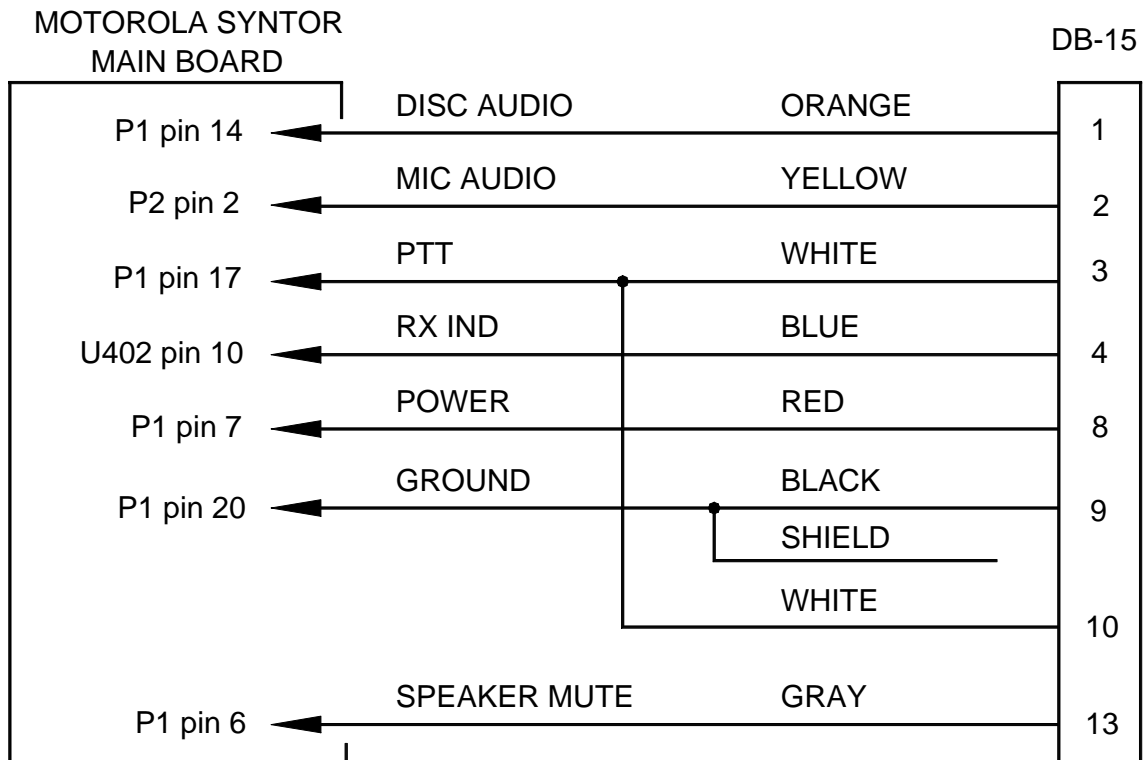 MOTOROLA SYNTOR
MAIN BOARD
DB-15
P1 pin 14 DISC AUDIO ORANGE 1
P2 pin 2 MIC AUDIO YELLOW 2
P1 pin 17 PTT WHITE 3
U402 pin 10 RX IND BLUE 4
P1 pin 7 POWER RED 8
P1 pin 20 GROUND BLACK 9
SHIELD
WHITE 10
P1 pin 6 SPEAKER MUTE GRAY 13